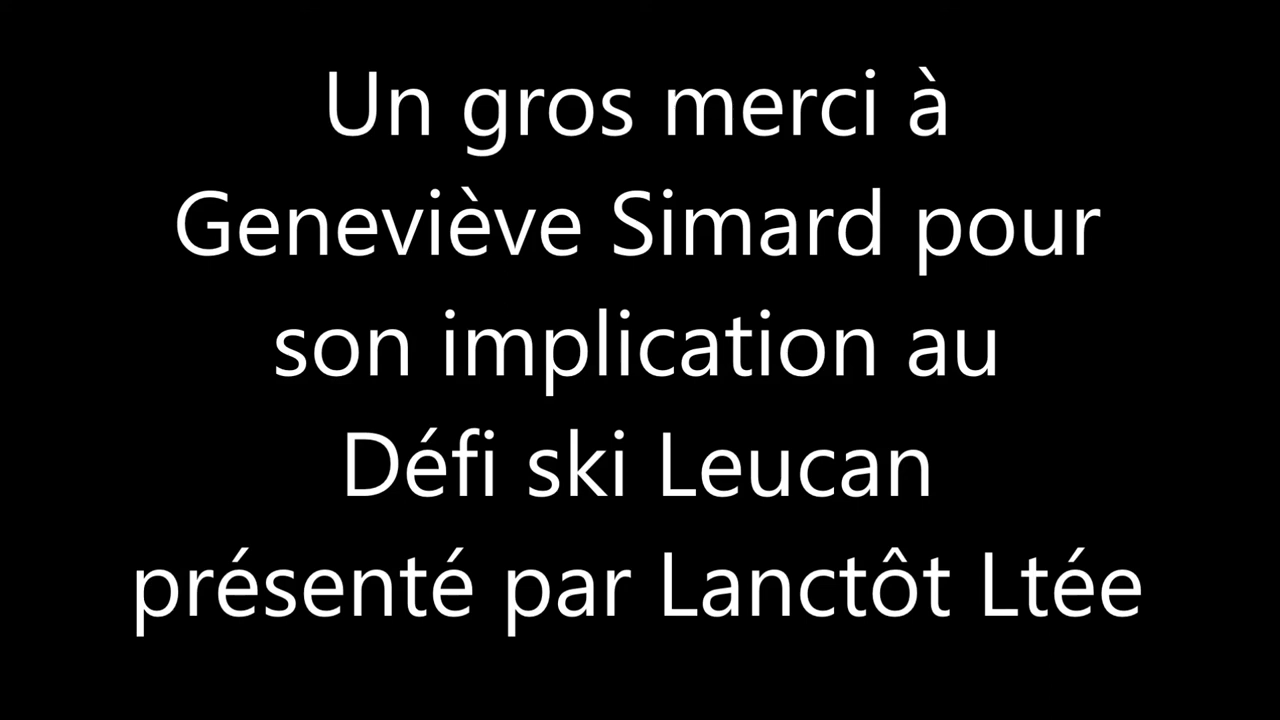 Un gros merci à
Geneviève Simard pour
son implication au
Défi ski Leucan
présenté par Lanctôt Ltée